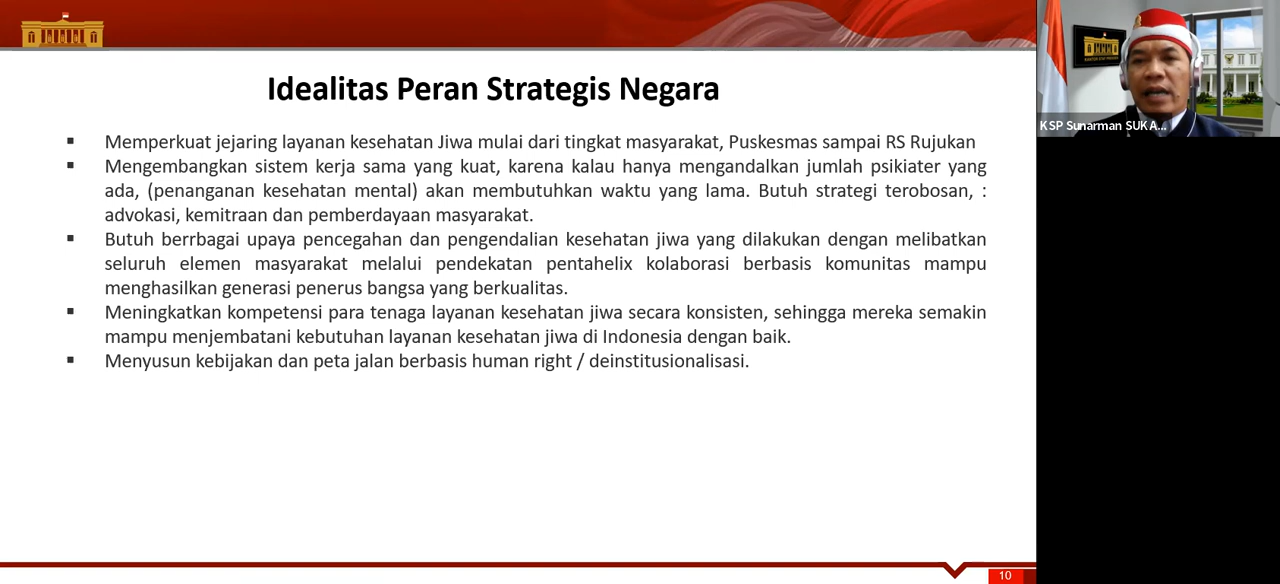 Idealitas Peran Strategis Negara
▪ Memperkuat jejaring layanan kesehatan Jiwa mulai dari tingkat masyarakat, Puskesmas sampai RS Rujukan
▪ Mengembangkan sistem kerja sama yang kuat, karena kalau hanya mengandalkan jumlah psikiater yang
ada, (penanganan kesehatan mental) akan membutuhkan waktu yang lama. Butuh strategi terobosan, :
advokasi, kemitraan dan pemberdayaan masyarakat.
▪ Butuh berrbagai upaya pencegahan dan pengendalian kesehatan jiwa yang dilakukan dengan melibatkan
seluruh elemen masyarakat melalui pendekatan pentahelix kolaborasi berbasis komunitas mampu
menghasilkan generasi penerus bangsa yang berkualitas.
▪ Meningkatkan kompetensi para tenaga layanan kesehatan jiwa secara konsisten, sehingga mereka semakin
mampu menjembatani kebutuhan layanan kesehatan jiwa di Indonesia dengan baik.
▪ Menyusun kebijakan dan peta jalan berbasis human right / deinstitusionalisasi.
10
KSP Sunarman SUKA...